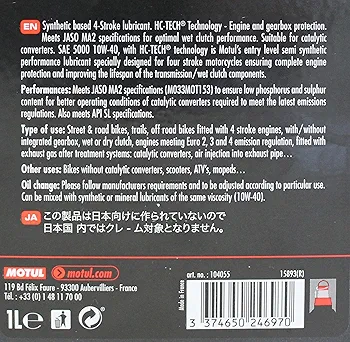 EN Synthetic based 4-Stroke lubricant. HC-TECH® Technology - Engine and gearbox protection.
Meets JASO MA2 specifications for optimal wet clutch performance. Suitable for catalytic
converters. SAE 5000 10W-40, with HC-TECH® technology is Motul's entry level semi synthetic
performance lubricant specially designed for four stroke motorcycles ensuring complete engine
protection and improving the lifespan of the transmission/wet clutch components.
Performances: Meets JASO MA2 specifications (M033MOT153) to ensure low phosphorus and sulphur
content for better operating conditions of catalytic converters required to meet the latest emissions
regulations. Also meets API SL specifications.
Type of use: Street & road bikes, trails, off road bikes fitted with 4 stroke engines, with/without
integrated gearbox, wet or dry clutch, engines meeting Euro 2, 3 and 4 emission regulation, fitted with
exhaust gas after treatment systems: catalytic converters, air injection into exhaust pipe...
Other uses: Bikes without catalytic converters, scooters, ATV's, mopeds...
Oil change: Please follow manufacturers requirements and to be adjusted according to particular use.
Can be mixed with synthetic or mineral lubricants of the same viscosity (10W-40).
JA この製品は日本向けに作られていないので
日本国 内ではクレ－ム対象となりません。
MOTUL motul.com
119 Bd Félix Faure - 93300 Aubervilliers - France
Tél. : +33 (0) 1 48 11 70 00
1L e
Made in France
art. no. : 104055 15893(R)
3 374650 246970